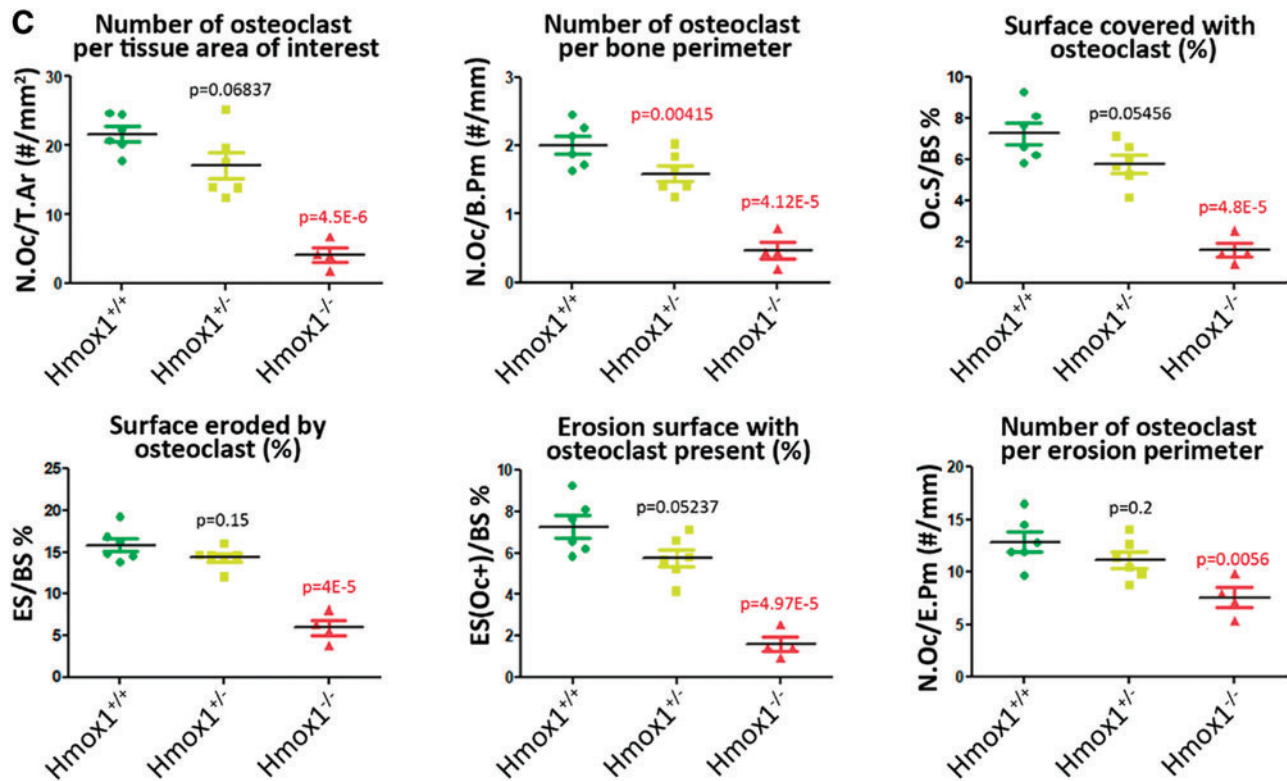 C
Number of osteoclast
per tissue area of interest
N.Oc/T.Ar (#/mm²)
30
20
10
0
p=0.06837
p=4.5E-6
Hmox1+/+
Hmox1+/-
Hmox1-/-
Number of osteoclast
per bone perimeter
N.Oc/B.Pm (#/mm)
3
2
1
0
p=0.00415
p=4.12E-5
Hmox1+/+
Hmox1+/-
Hmox1-/-
Surface covered with
osteoclast (%)
Oc.S/BS %
10
8
6
4
2
0
p=0.05456
p=4.8E-5
Hmox1+/+
Hmox1+/-
Hmox1-/-
Surface eroded by
osteoclast (%)
ES/BS %
25
20
15
10
5
0
p=0.15
p=4E-5
Hmox1+/+
Hmox1+/-
Hmox1-/-
Erosion surface with
osteoclast present (%)
ES(Oc+)/BS %
10
8
6
4
2
0
p=0.05237
p=4.97E-5
Hmox1+/+
Hmox1+/-
Hmox1-/-
Number of osteoclast
per erosion perimeter
N.Oc/E.Pm (#/mm)
20
15
10
5
0
p=0.2
p=0.0056
Hmox1+/+
Hmox1+/-
Hmox1-/-